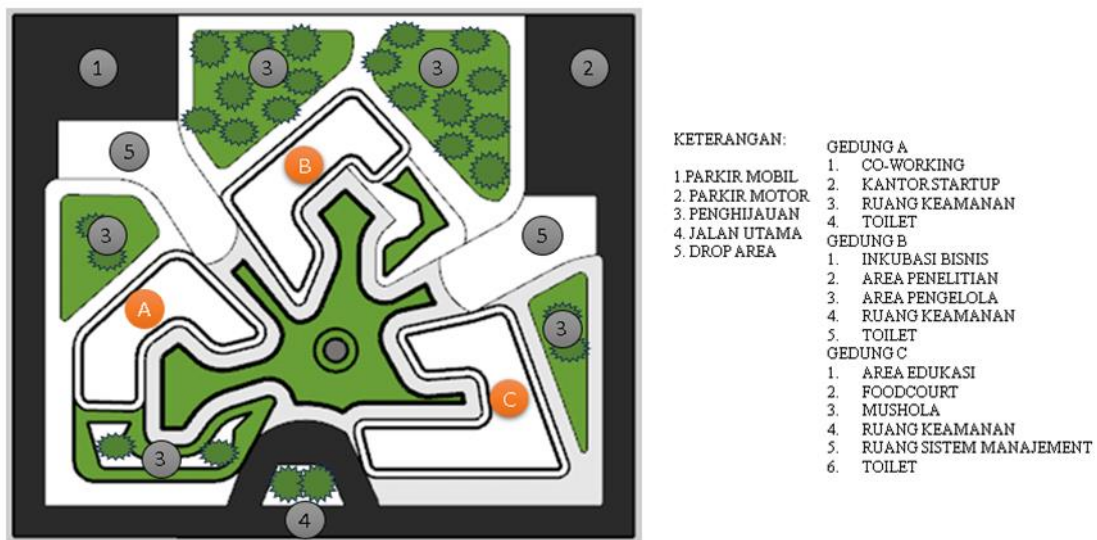 1
3
3
2
5
B
3
5
A
3
C
3
4
KETERANGAN:
1.PARKIR MOBIL
2. PARKIR MOTOR
3. PENGHIJAUAN
4. JALAN UTAMA
5. DROP AREA
GEDUNG A
1. CO-WORKING
2. KANTOR STARTUP
3. RUANG KEAMANAN
4. TOILET
GEDUNG B
1. INKUBASI BISNIS
2. AREA PENELITIAN
3. AREA PENGELOLA
4. RUANG KEAMANAN
5. TOILET
GEDUNG C
1. AREA EDUKASI
2. FOODCOURT
3. MUSHOLA
4. RUANG KEAMANAN
5. RUANG SISTEM MANAJEMENT
6. TOILET